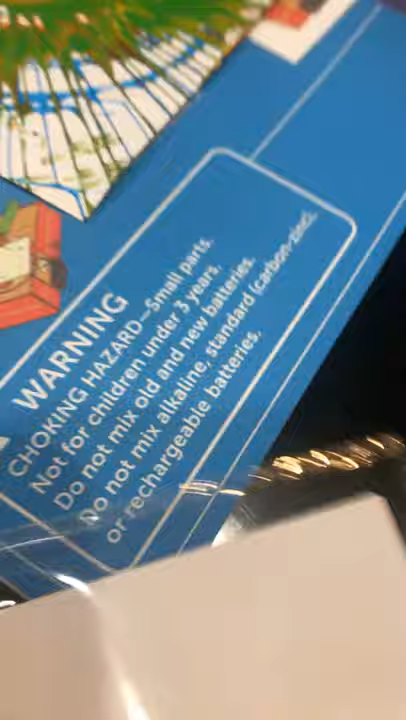 WARNING
CHOKING HAZARD—Small parts.
Not for children under 3 years.
Do not mix old and new batteries.
Do not mix alkaline, standard (carbon-zinc),
or rechargeable batteries.